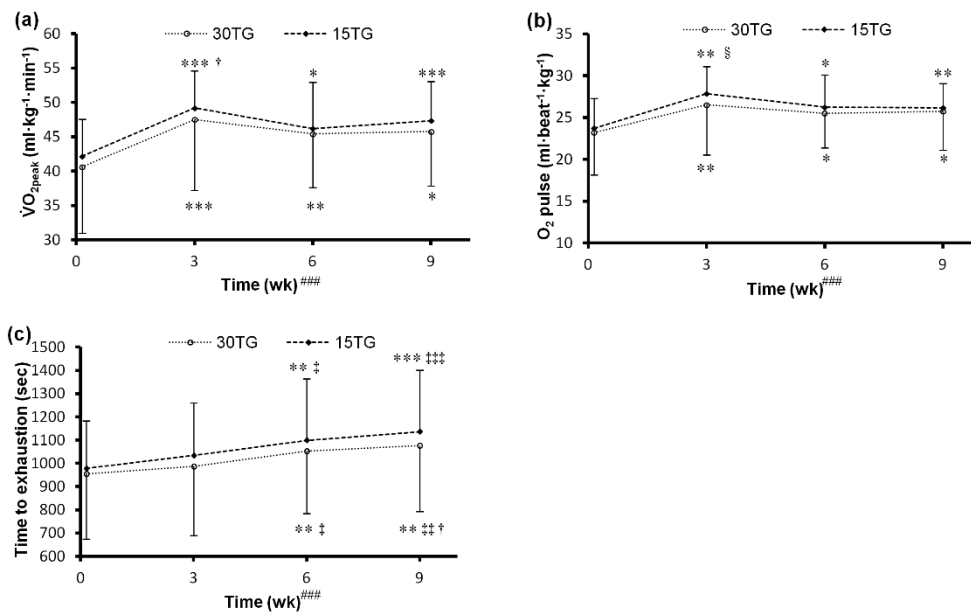 (a)
30TG 15TG
60
55
50
45
40
35
30
V̇O2peak (ml·kg⁻¹·min⁻¹)
*** †
*
***
***
**
*
0 3 6 9
Time (wk) ###
(b)
30TG 15TG
35
30
25
20
15
10
O₂ pulse (ml·beat⁻¹·kg⁻¹)
** §
*
**
**
*
*
0 3 6 9
Time (wk) ###
(c)
30TG 15TG
1500
1400
1300
1200
1100
1000
900
800
700
600
Time to exhaustion (sec)
** ‡
*** ‡‡‡
** ‡
** ‡‡ †
0 3 6 9
Time (wk) ###